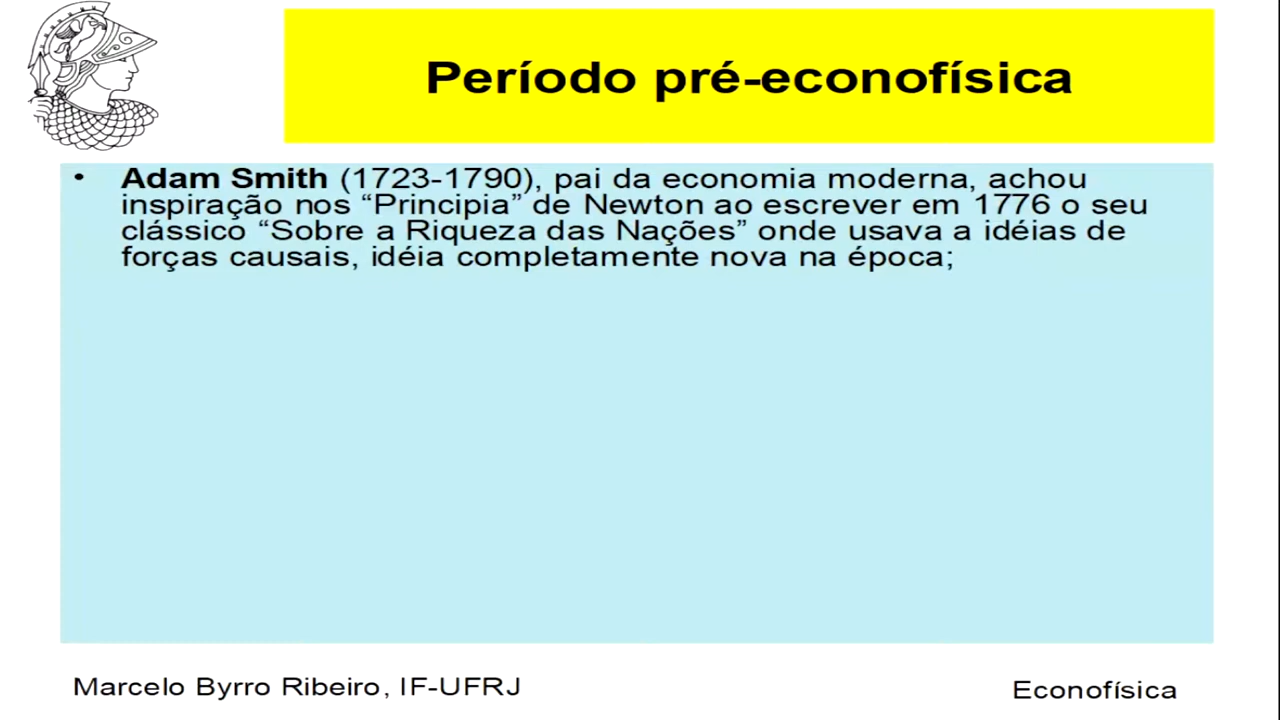 Período pré-econofísica
• Adam Smith (1723-1790), pai da economia moderna, achou
inspiração nos “Principia” de Newton ao escrever em 1776 o seu
clássico “Sobre a Riqueza das Nações” onde usava a idéias de
forças causais, idéia completamente nova na época;
Marcelo Byrro Ribeiro, IF-UFRJ
Econofísica